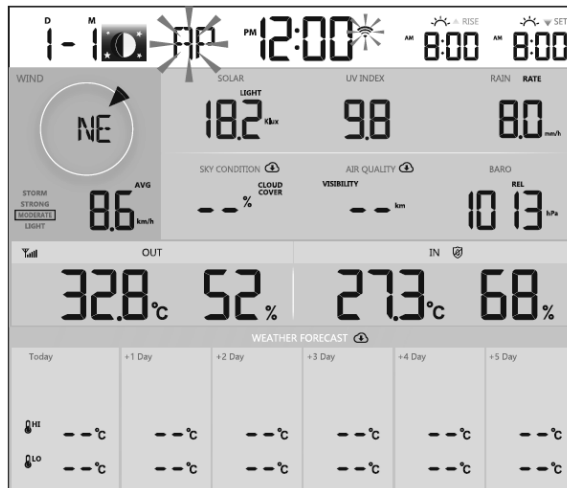 D M RISE SET
1-1 AP PM 12:00 AM 8:00 AM 8:00
WIND SOLAR UV INDEX RAIN RATE
LIGHT
NE 18.2 Klux 9.8 8.0 mm/h
SKY CONDITION AIR QUALITY BARO
AVG CLOUD COVER VISIBILITY REL
STORM
STRONG
MODERATE
LIGHT
8.6 km/h -- % -- km 1013 hPa
OUT IN
32.8 °C 52 % 27.3 °C 68 %
WEATHER FORECAST
Today +1 Day +2 Day +3 Day +4 Day +5 Day
HI -- °C -- °C -- °C -- °C -- °C -- °C
LO -- °C -- °C -- °C -- °C -- °C -- °C